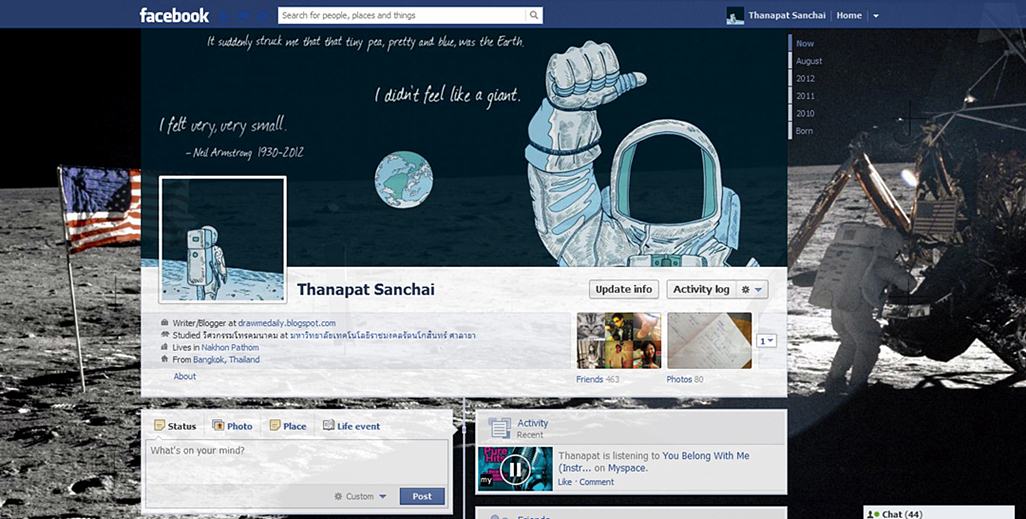 facebook
Search for people, places and things
Thanapat Sanchai
Home
It suddenly struck me that that tiny pea, pretty and blue, was the Earth.
I didn't feel like a giant.
I felt very, very small.
- Neil Armstrong 1930-2012
Now
August
2012
2011
2010
Born
Thanapat Sanchai
Update info
Activity log
Writer/Blogger at drawmedaily.blogspot.com
Studied วิศวกรรมโทรคมนาคม at มหาวิทยาลัยเทคโนโลยีราชมงคลรัตนโกสินทร์ ศาลายา
Lives in Nakhon Pathom
From Bangkok, Thailand
About
Friends 463
Photos 80
1
Status
Photo
Place
Life event
What's on your mind?
Custom
Post
Activity
Recent
Pure
Hits
my
Thanapat is listening to You Belong With Me
(Instr... on Myspace.
Like · Comment
Friends
Chat (44)